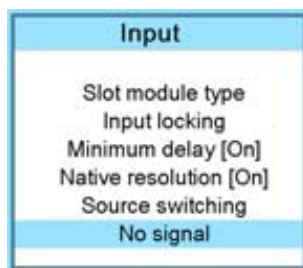 Input
Slot module type
Input locking
Minimum delay [On]
Native resolution [On]
Source switching
No signal